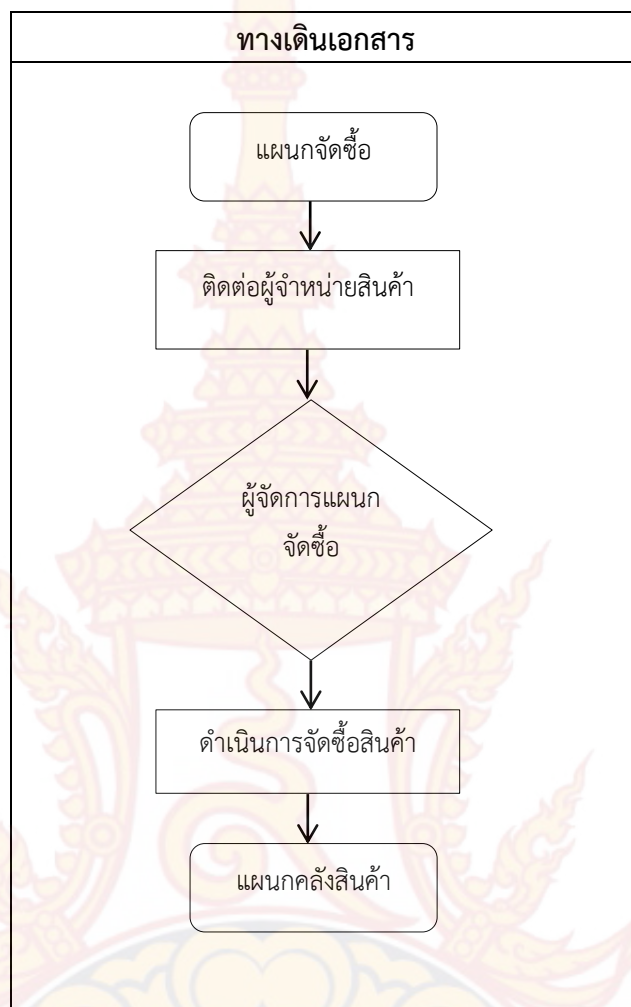 ทางเดินเอกสาร
แผนกจัดซื้อ
ติดต่อผู้จำหน่ายสินค้า
ผู้จัดการแผนก
จัดซื้อ
ดำเนินการจัดซื้อสินค้า
แผนกคลังสินค้า